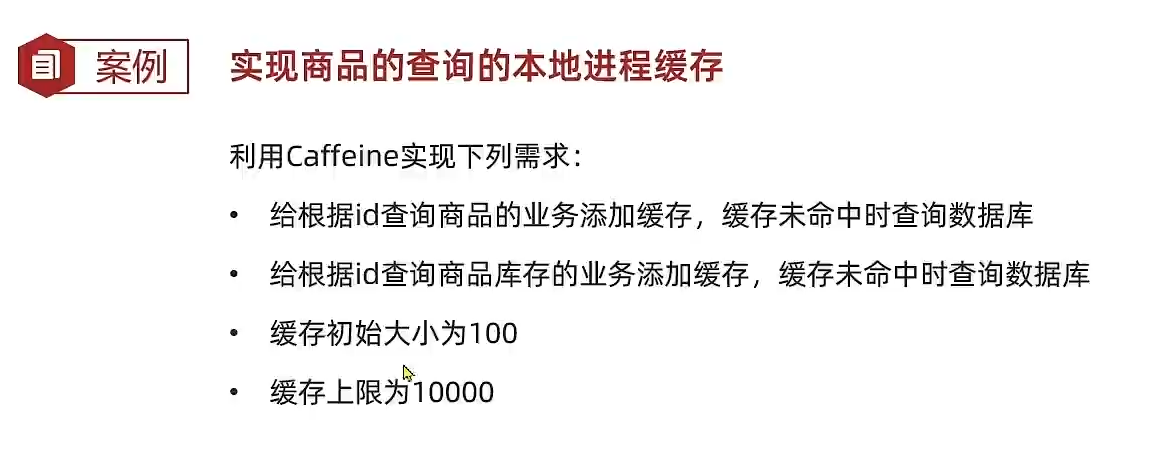 案例
实现商品的查询的本地进程缓存
利用Caffeine实现下列需求：
• 给根据id查询商品的业务添加缓存，缓存未命中时查询数据库
• 给根据id查询商品库存的业务添加缓存，缓存未命中时查询数据库
• 缓存初始大小为100
• 缓存上限为10000